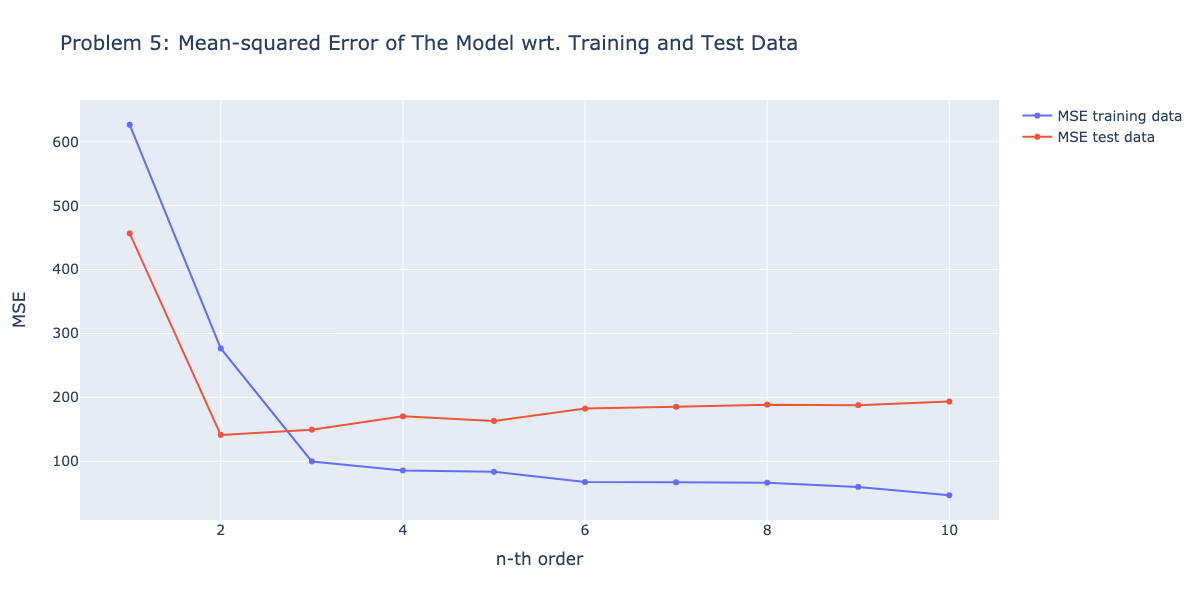 Problem 5: Mean-squared Error of The Model wrt. Training and Test Data
MSE training data
MSE test data
600
500
400
300
200
100
MSE
2 4 6 8 10
n-th order